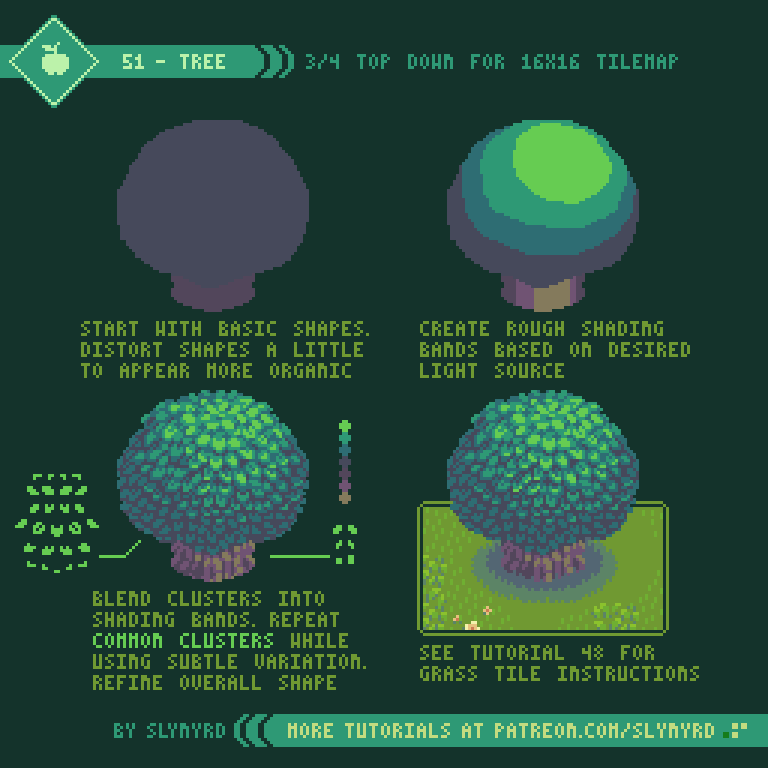 51 - TREE
3/4 TOP DOWN FOR 16X16 TILEMAP
START WITH BASIC SHAPES.
DISTORT SHAPES A LITTLE
TO APPEAR MORE ORGANIC
CREATE ROUGH SHADING
BANDS BASED ON DESIRED
LIGHT SOURCE
BLEND CLUSTERS INTO
SHADING BANDS. REPEAT
COMMON CLUSTERS WHILE
USING SUBTLE VARIATION.
REFINE OVERALL SHAPE
SEE TUTORIAL 48 FOR
GRASS TILE INSTRUCTIONS
BY SLYNYRD
MORE TUTORIALS AT PATREON.COM/SLYNYRD